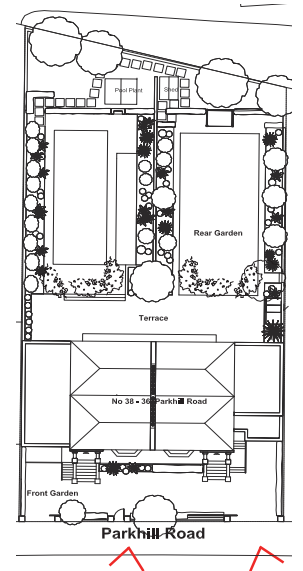 Pool Plant
Shed
Rear Garden
Terrace
No 38 - 36 Parkhill Road
Front Garden
Parkhill Road